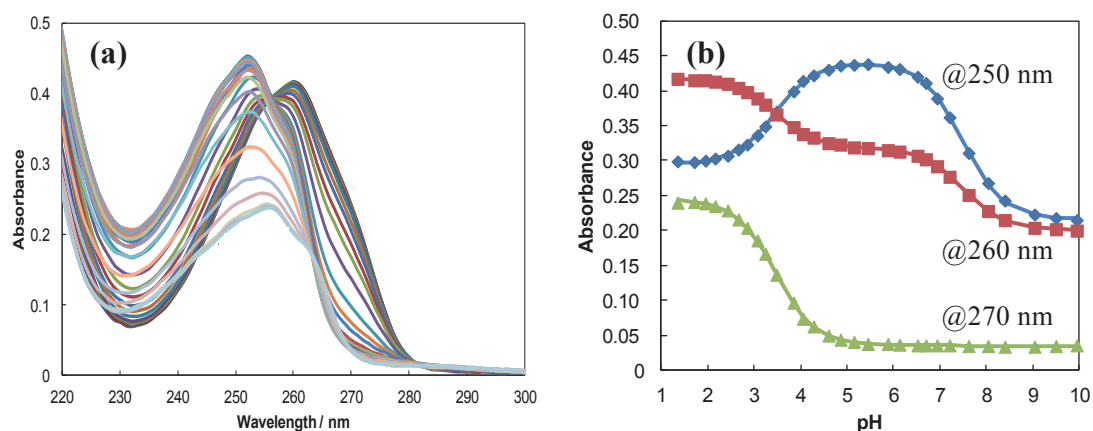 (a)
0.5
0.4
0.3
0.2
0.1
0
Absorbance
220 230 240 250 260 270 280 290 300
Wavelength / nm
(b)
0.50
0.45
0.40
0.35
0.30
0.25
0.20
0.15
0.10
0.05
0.00
Absorbance
@250 nm
@260 nm
@270 nm
1 2 3 4 5 6 7 8 9 10
pH